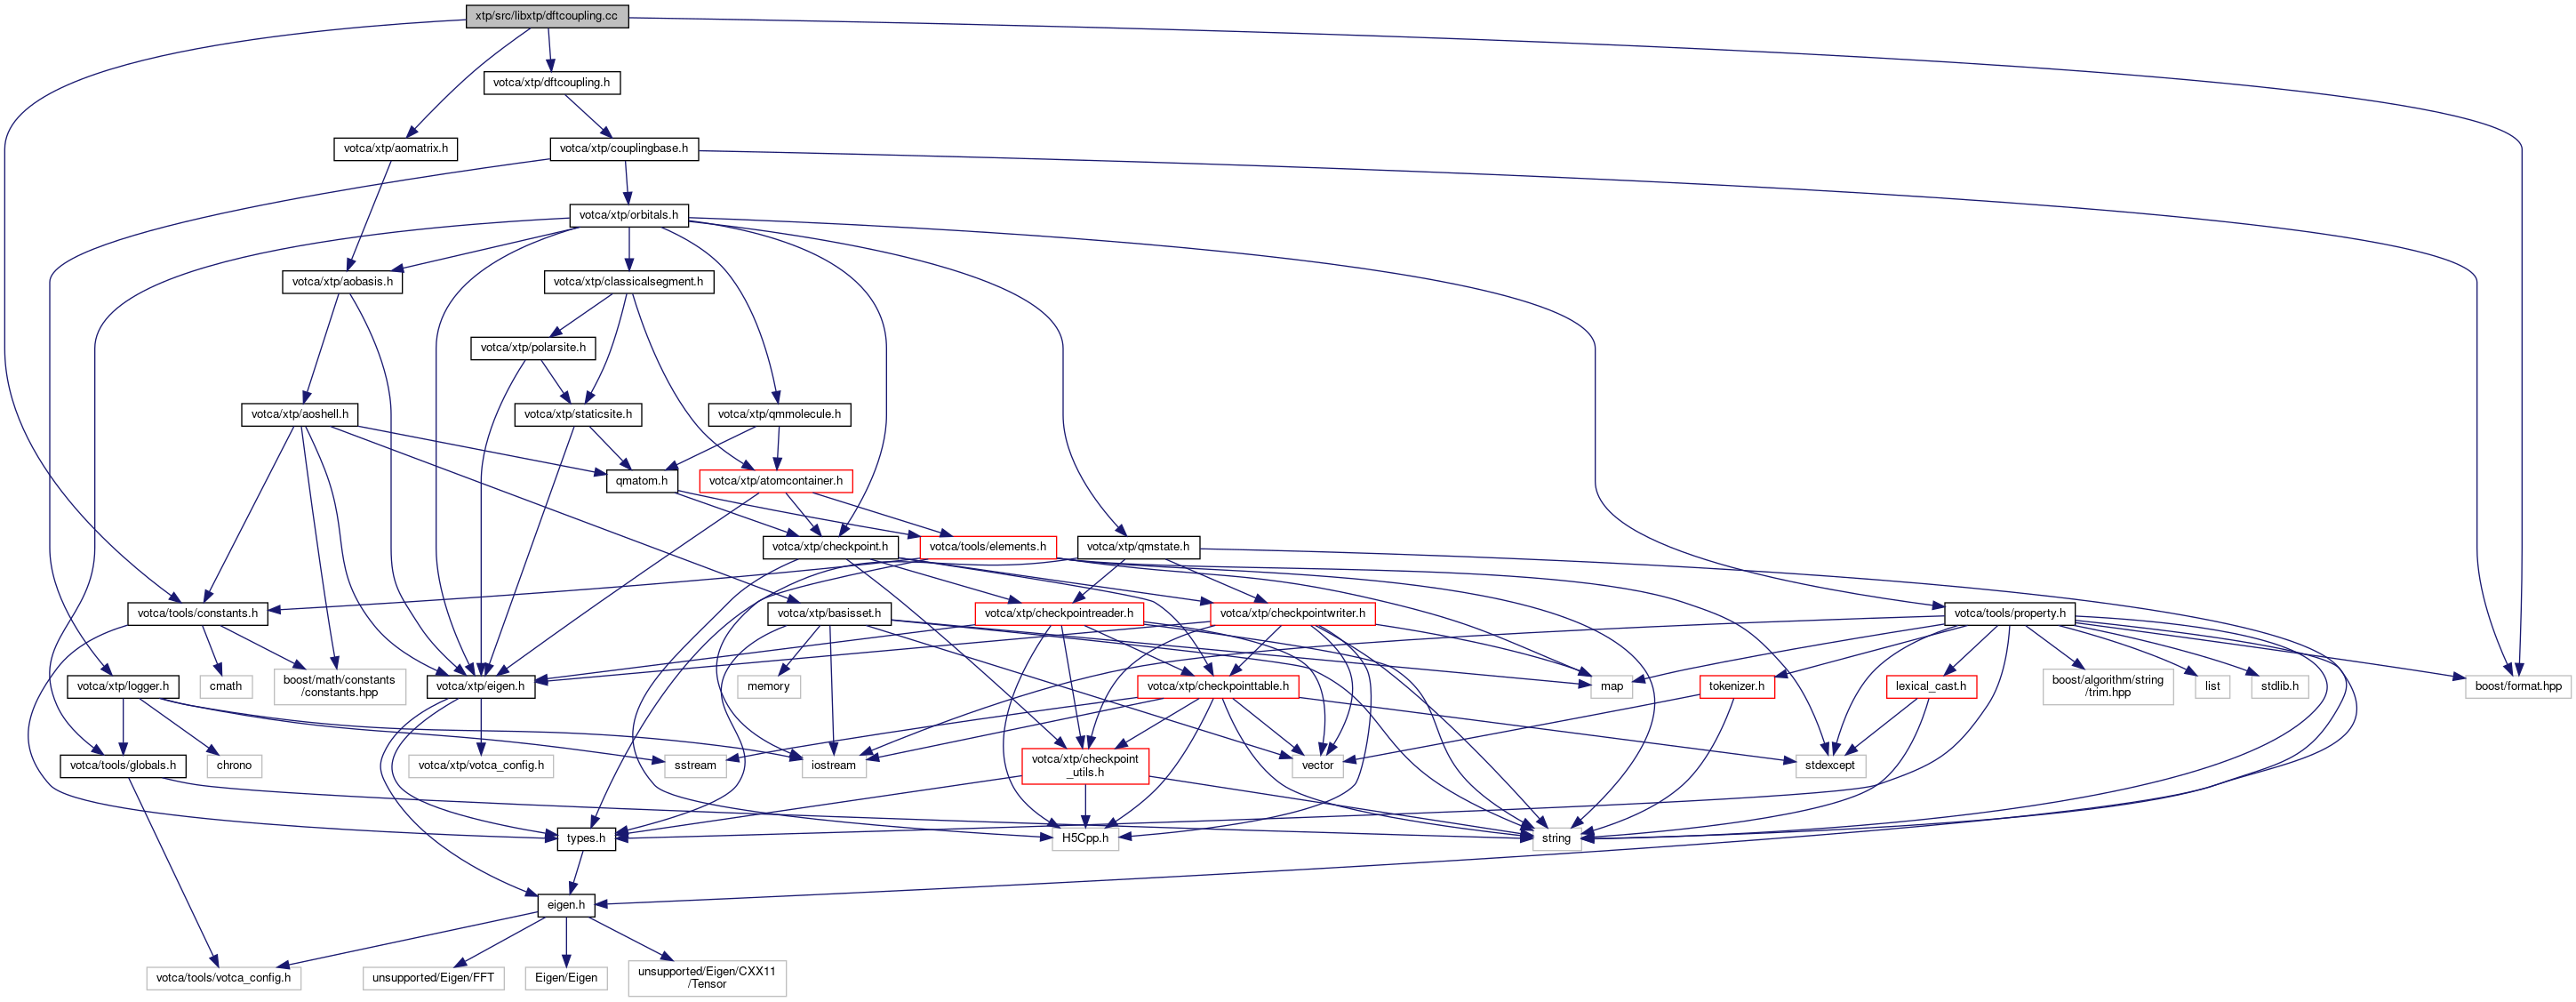 xtp/src/libxtp/dftcoupling.cc
votca/xtp/dftcoupling.h
votca/xtp/aomatrix.h
votca/xtp/couplingbase.h
votca/xtp/orbitals.h
votca/xtp/aobasis.h
votca/xtp/classicalsegment.h
votca/xtp/polarsite.h
votca/xtp/aoshell.h
votca/xtp/staticsite.h
votca/xtp/qmmolecule.h
qmatom.h
votca/xtp/atomcontainer.h
votca/xtp/checkpoint.h
votca/tools/elements.h
votca/xtp/qmstate.h
votca/tools/constants.h
votca/xtp/basisset.h
votca/xtp/checkpointreader.h
votca/xtp/checkpointwriter.h
votca/tools/property.h
votca/xtp/logger.h
cmath
boost/math/constants
/constants.hpp
votca/xtp/eigen.h
memory
votca/xtp/checkpointtable.h
map
tokenizer.h
lexical_cast.h
boost/algorithm/string
/trim.hpp
list
stdlib.h
boost/format.hpp
votca/tools/globals.h
chrono
votca/xtp/votca_config.h
sstream
iostream
votca/xtp/checkpoint
_utils.h
vector
stdexcept
types.h
H5Cpp.h
string
eigen.h
votca/tools/votca_config.h
unsupported/Eigen/FFT
Eigen/Eigen
unsupported/Eigen/CXX11
/Tensor